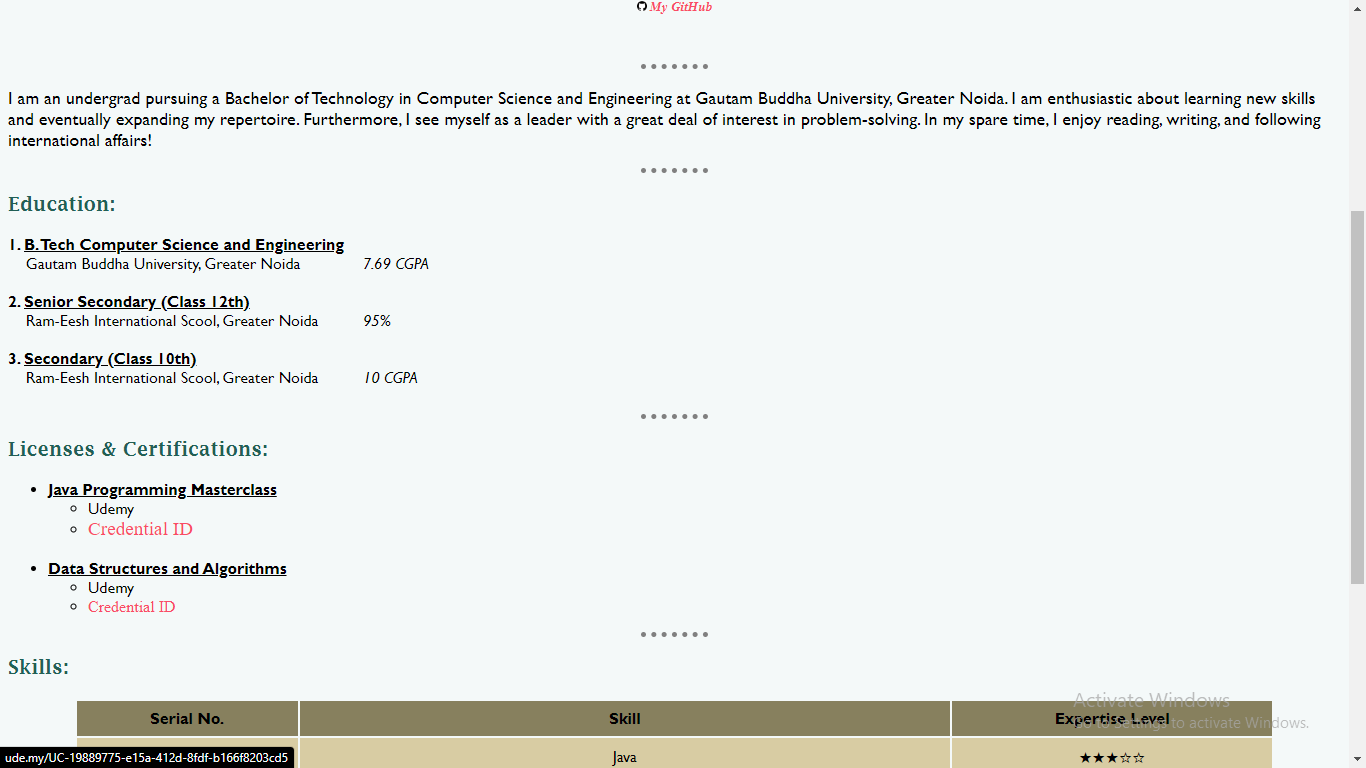 My GitHub
I am an undergrad pursuing a Bachelor of Technology in Computer Science and Engineering at Gautam Buddha University, Greater Noida. I am enthusiastic about learning new skills
and eventually expanding my repertoire. Furthermore, I see myself as a leader with a great deal of interest in problem-solving. In my spare time, I enjoy reading, writing, and following
international affairs!
Education:
1. B.Tech Computer Science and Engineering
Gautam Buddha University, Greater Noida 7.69 CGPA
2. Senior Secondary (Class 12th)
Ram-Eesh International Scool, Greater Noida 95%
3. Secondary (Class 10th)
Ram-Eesh International Scool, Greater Noida 10 CGPA
Licenses & Certifications:
Java Programming Masterclass
Udemy
Credential ID
Data Structures and Algorithms
Udemy
Credential ID
Skills:
Serial No. Skill Expertise Level
Java ★★★☆☆
Activate Windows
Go to Settings to activate Windows.
ude.my/UC-19889775-e15a-412d-8fdf-b166f8203cd5